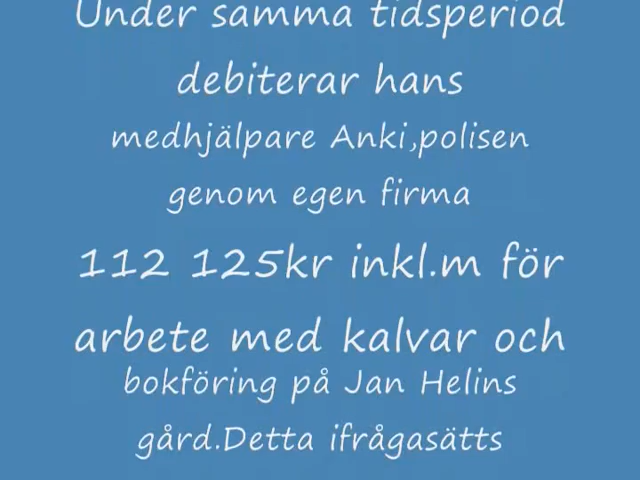 Under samma tidsperiod
debiterar hans
medhjälpare Anki,polisen
genom egen firma
112 125kr inkl.m för
arbete med kalvar och
bokföring på Jan Helins
gård.Detta ifrågasätts